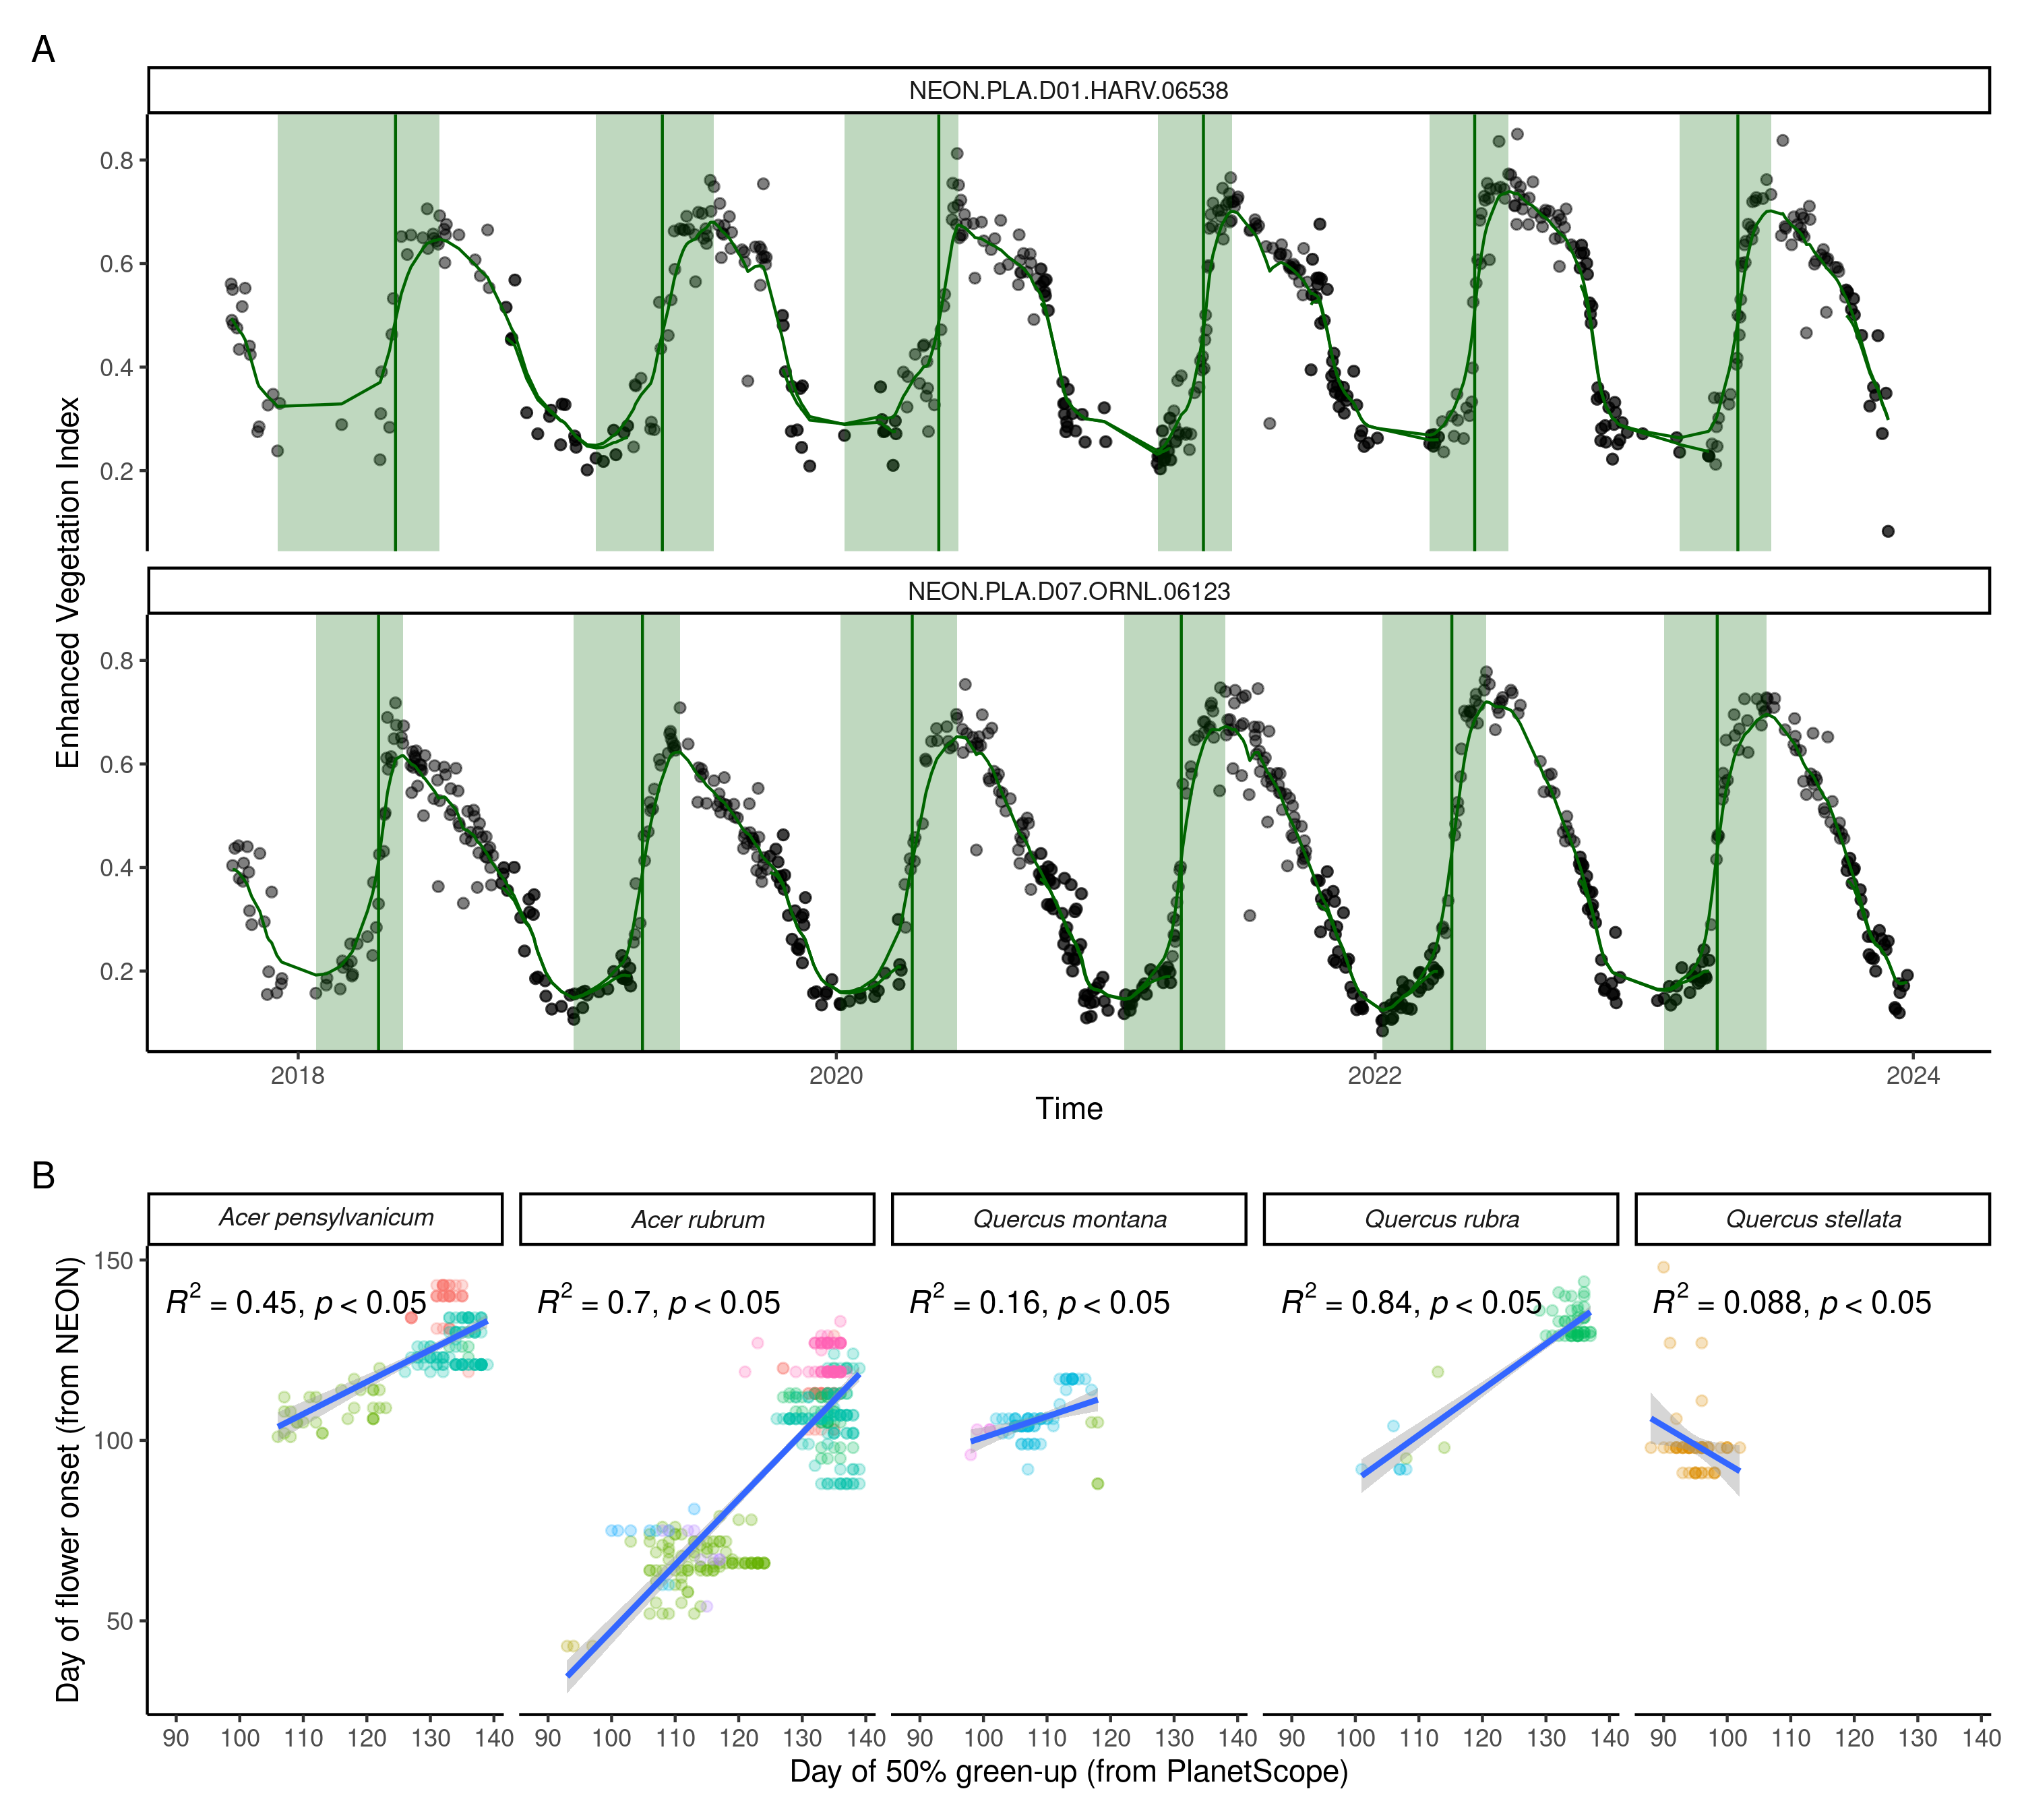 A
NEON.PLA.D01.HARV.06538
0.8
0.6
0.4
0.2
NEON.PLA.D07.ORNL.06123
0.8
0.6
0.4
0.2
Enhanced Vegetation Index
2018 2020 2022 2024
Time
B
Acer pensylvanicum Acer rubrum Quercus montana Quercus rubra Quercus stellata
150
100
50
R² = 0.45, p < 0.05 R² = 0.7, p < 0.05 R² = 0.16, p < 0.05 R² = 0.84, p < 0.05 R² = 0.088, p < 0.05
Day of flower onset (from NEON)
90 100 110 120 130 140 90 100 110 120 130 140 90 100 110 120 130 140 90 100 110 120 130 140 90 100 110 120 130 140
Day of 50% green-up (from PlanetScope)